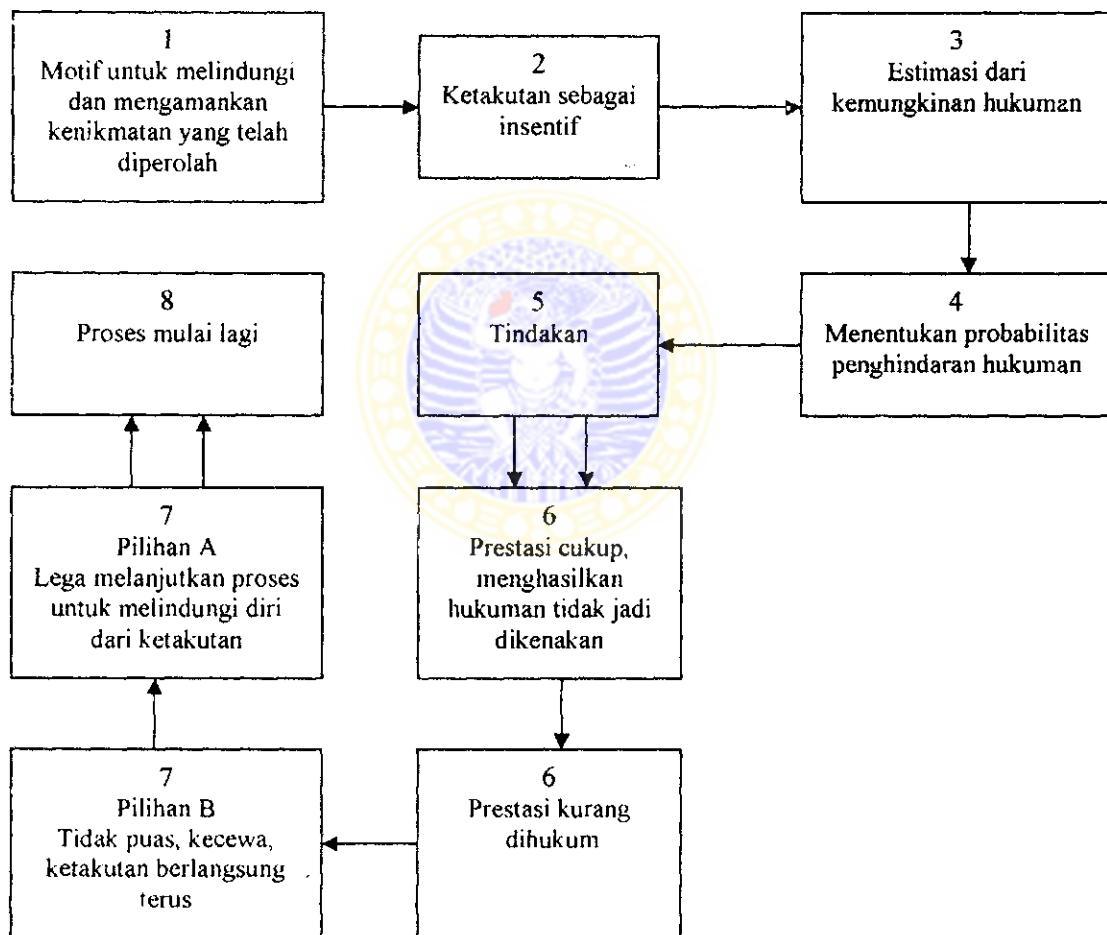 1
Motif untuk melindungi
dan mengamankan
kenikmatan yang telah
diperolah
2
Ketakutan sebagai
insentif
3
Estimasi dari
kemungkinan hukuman
8
Proses mulai lagi
5
Tindakan
4
Menentukan probabilitas
penghindaran hukuman
7
Pilihan A
Lega melanjutkan proses
untuk melindungi diri
dari ketakutan
6
Prestasi cukup,
menghasilkan
hukuman tidak jadi
dikenakan
7
Pilihan B
Tidak puas, kecewa,
ketakutan berlangsung
terus
6
Prestasi kurang
dihukum